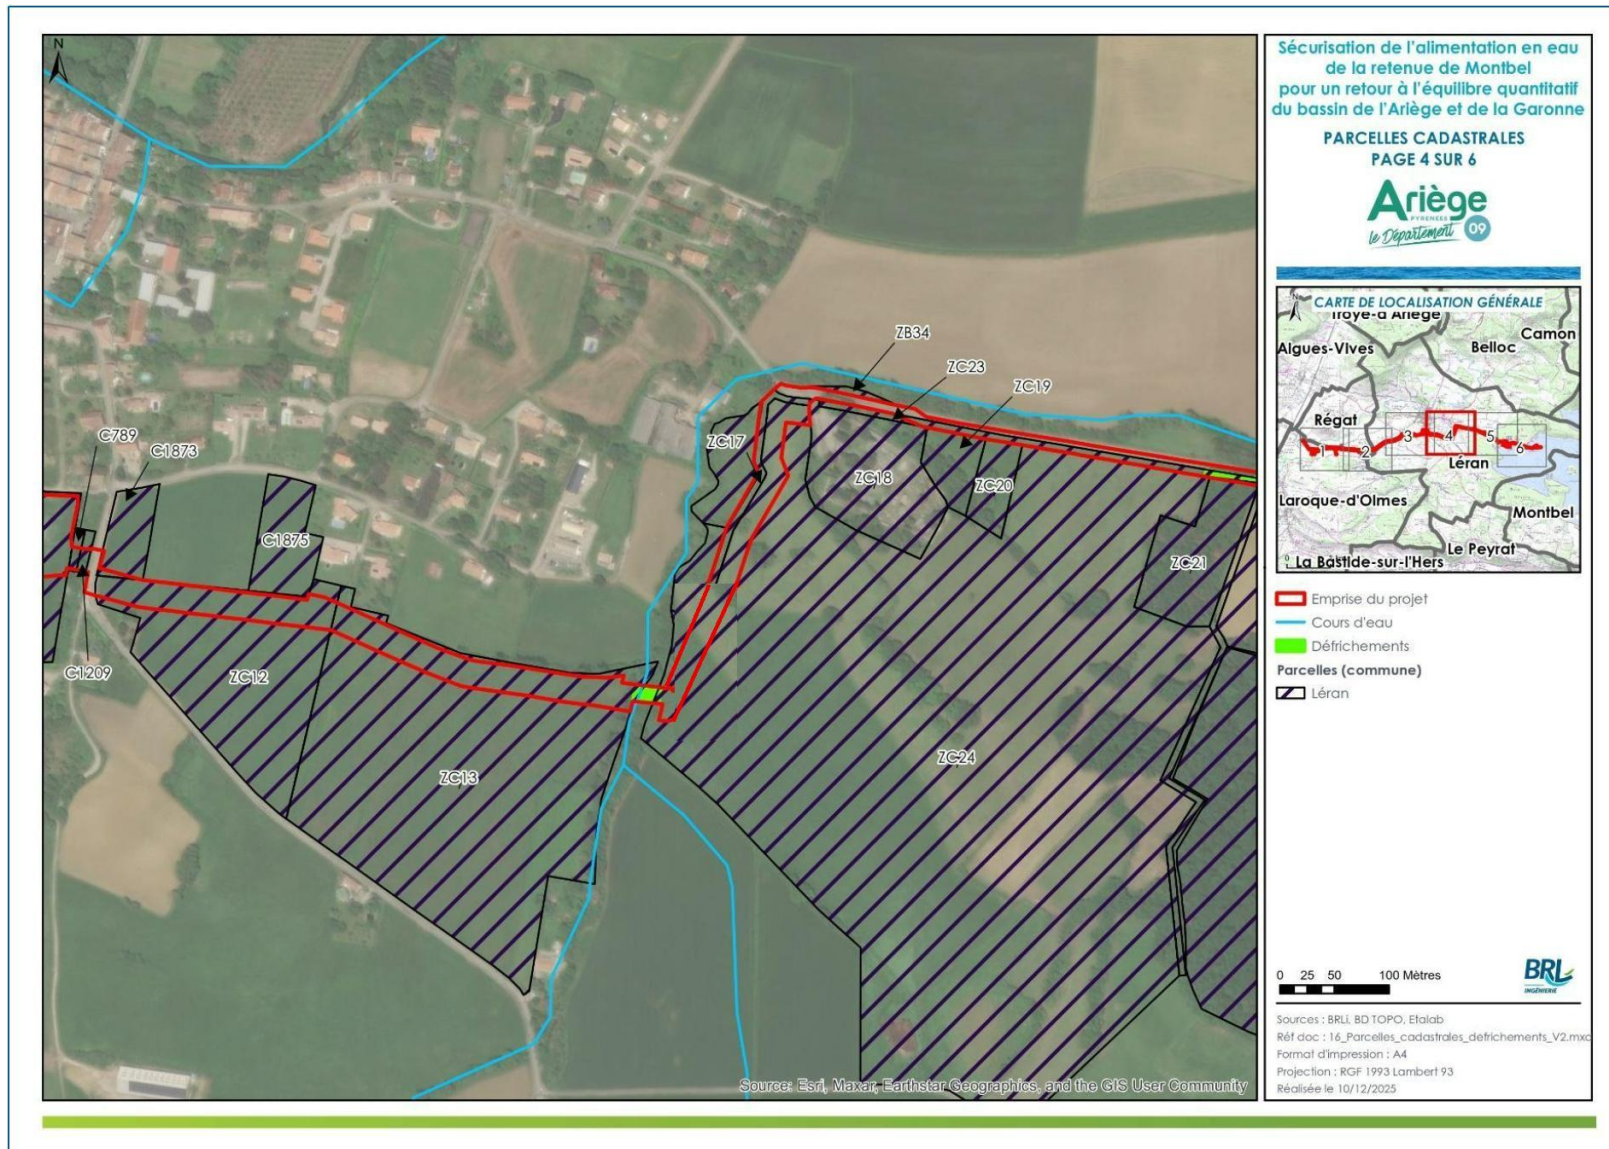 N
Sécurisation de l'alimentation en eau
de la retenue de Montbel
pour un retour à l'équilibre quantitatif
du bassin de l'Ariège et de la Garonne
PARCELLES CADASTRALES
PAGE 4 SUR 6
Ariège
PYRENEES
le Département 09
CARTE DE LOCALISATION GÉNÉRALE
N
Troye-d'Ariège
Camon
Aigues-Vives
Belloc
Régat
1
2
3
4
5
6
Léran
Laroque-d'Olmes
Montbel
Le Peyrat
La Bastide-sur-l'Hers
0
Emprise du projet
Cours d'eau
Défrichements
Parcelles (commune)
Léran
0 25 50 100 Mètres
BRL
INGÉNIERIE
Sources : BRLi, BD TOPO, Etalab
Réf doc : 16_Parcelles_cadastrales_defrichements_V2.mxd
Format d'impression : A4
Projection : RGF 1993 Lambert 93
Réalisée le 10/12/2025
ZB34
ZC23
ZC19
C789
C1873
ZC17
ZC18
ZC20
C1875
ZC21
C1209
ZC12
ZC13
ZC24
Source: Esri, Maxar, Earthstar Geographics, and the GIS User Community